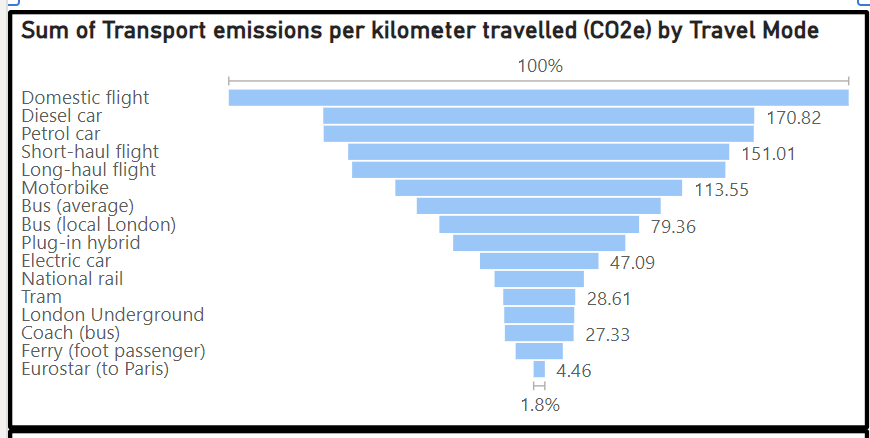 Sum of Transport emissions per kilometer travelled (CO2e) by Travel Mode
100%
Domestic flight
Diesel car 170.82
Petrol car
Short-haul flight 151.01
Long-haul flight
Motorbike 113.55
Bus (average)
Bus (local London) 79.36
Plug-in hybrid
Electric car 47.09
National rail
Tram 28.61
London Underground
Coach (bus) 27.33
Ferry (foot passenger)
Eurostar (to Paris) 4.46
1.8%